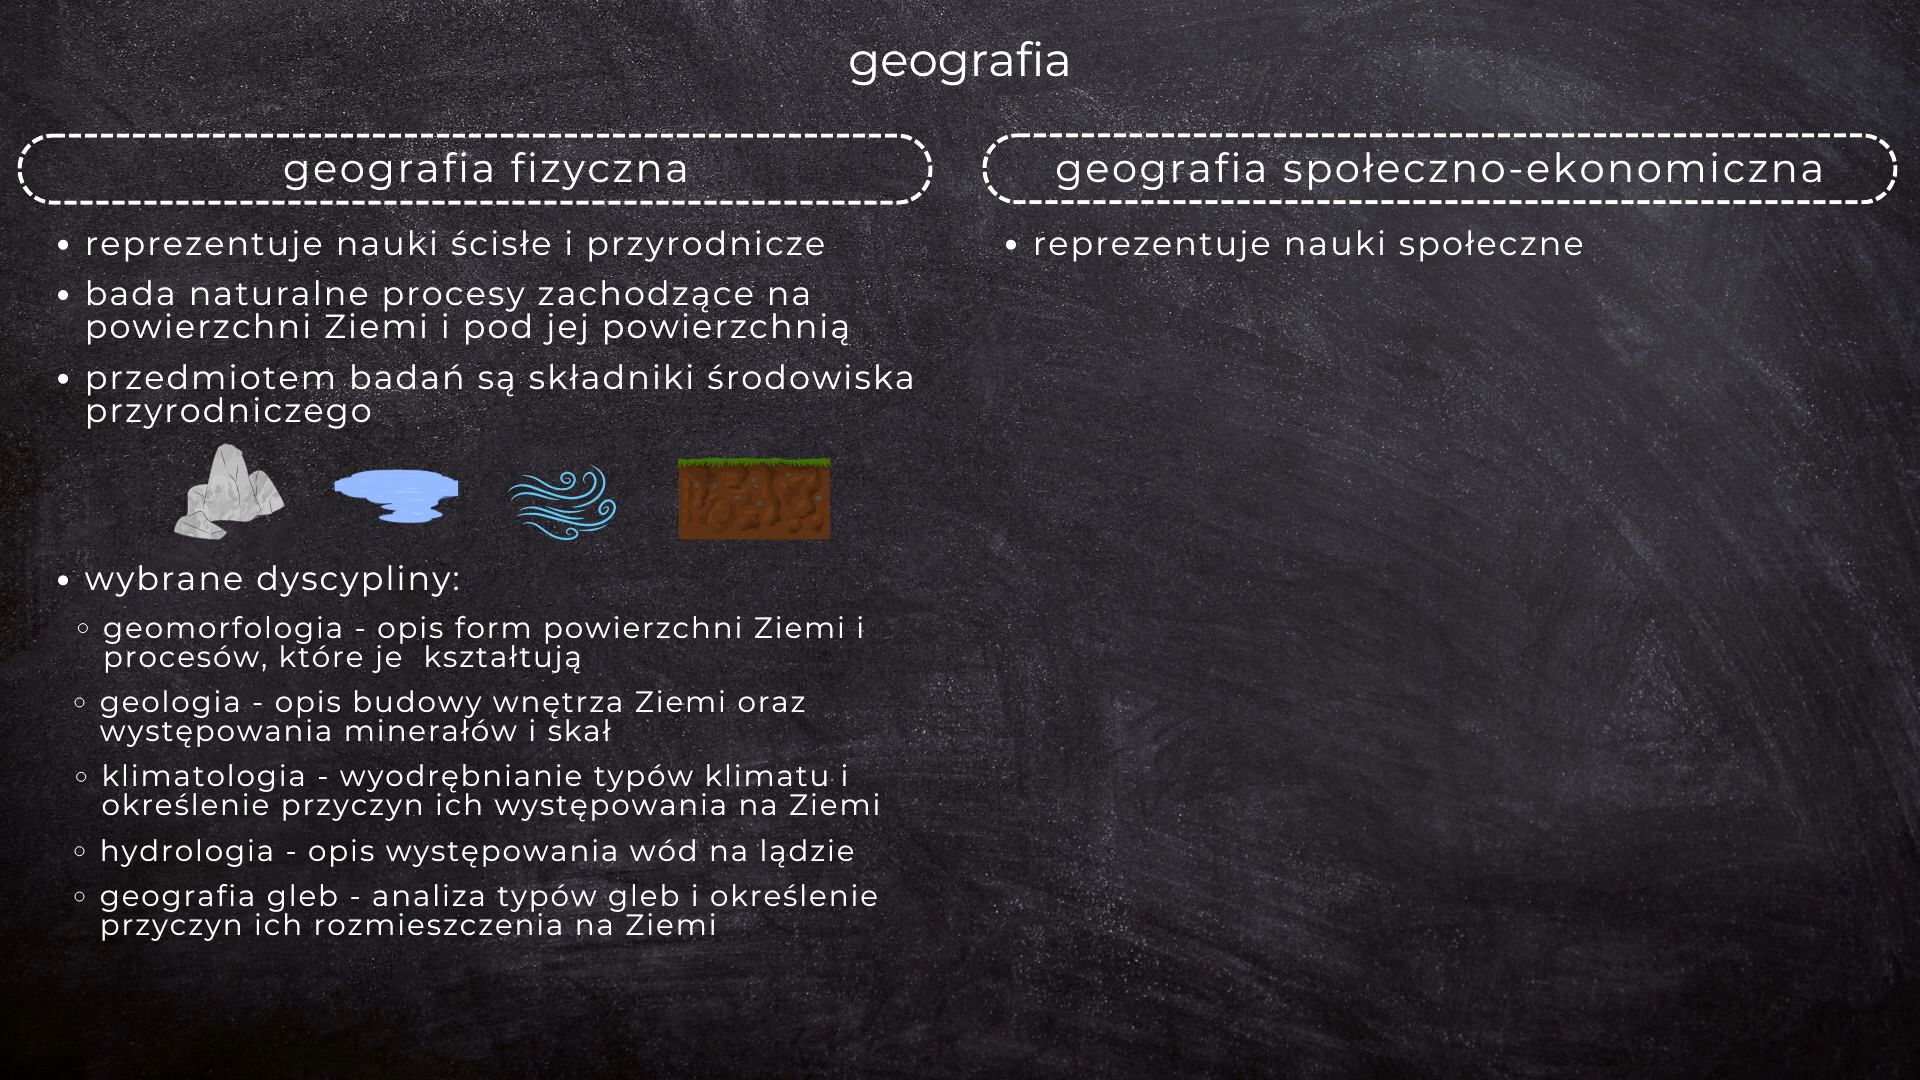 geografia
geografia fizyczna
• reprezentuje nauki ścisłe i przyrodnicze
• bada naturalne procesy zachodzące na
powierzchni Ziemi i pod jej powierzchnią
• przedmiotem badań są składniki środowiska
przyrodniczego
• wybrane dyscypliny:
◦ geomorfologia - opis form powierzchni Ziemi i
procesów, które je  kształtują
◦ geologia - opis budowy wnętrza Ziemi oraz
występowania minerałów i skał
◦ klimatologia - wyodrębnianie typów klimatu i
określenie przyczyn ich występowania na Ziemi
◦ hydrologia - opis występowania wód na lądzie
◦ geografia gleb - analiza typów gleb i określenie
przyczyn ich rozmieszczenia na Ziemi
geografia społeczno-ekonomiczna
• reprezentuje nauki społeczne